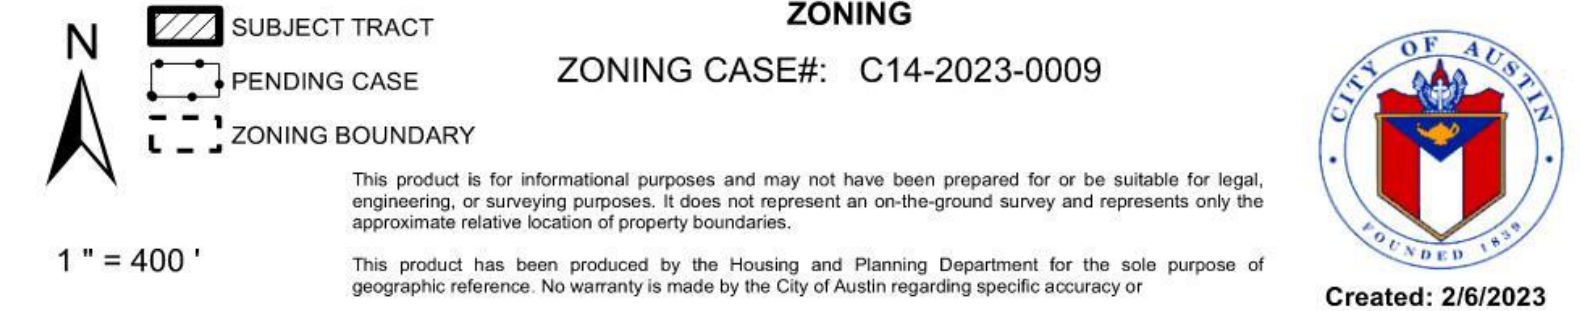 N
SUBJECT TRACT
PENDING CASE
ZONING BOUNDARY
1 " = 400 '
ZONING
ZONING CASE#: C14-2023-0009
This product is for informational purposes and may not have been prepared for or be suitable for legal,
engineering, or surveying purposes. It does not represent an on-the-ground survey and represents only the
approximate relative location of property boundaries.
This product has been produced by the Housing and Planning Department for the sole purpose of
geographic reference. No warranty is made by the City of Austin regarding specific accuracy or
CITY OF AUSTIN
FOUNDED 1839
Created: 2/6/2023